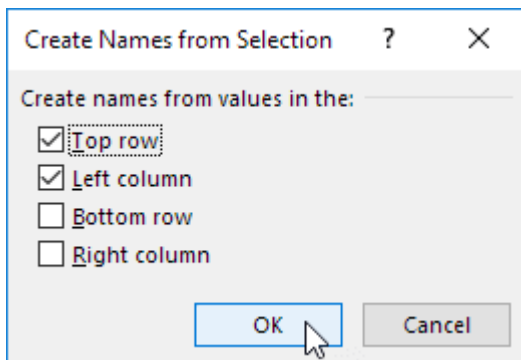 Create Names from Selection ?
Create names from values in the:
Top row
Left column
Bottom row
Right column
OK Cancel